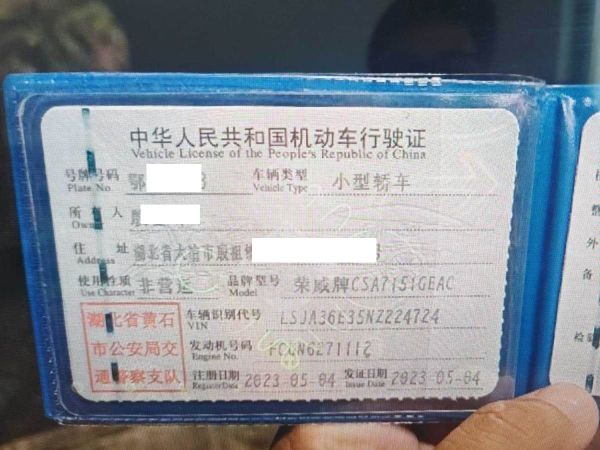 中华人民共和国机动车行驶证
Vehicle License of the People's Republic of China
号牌号码 鄂 车辆类型 小型轿车
Plate No. Vehicle Type
所有人
Owner
住址 湖北省大冶市殷祖
Address
使用性质 非营运 品牌型号 荣威牌CSA7151GEAC
Use Character Model
湖北省黄石 车辆识别代号 LSJA36E35NZ224724
VIN
市公安局交 发动机号码
Engine No.
通警察支队 注册日期 2023-05-04 发证日期 2023-05-04
Register Date Issue Date